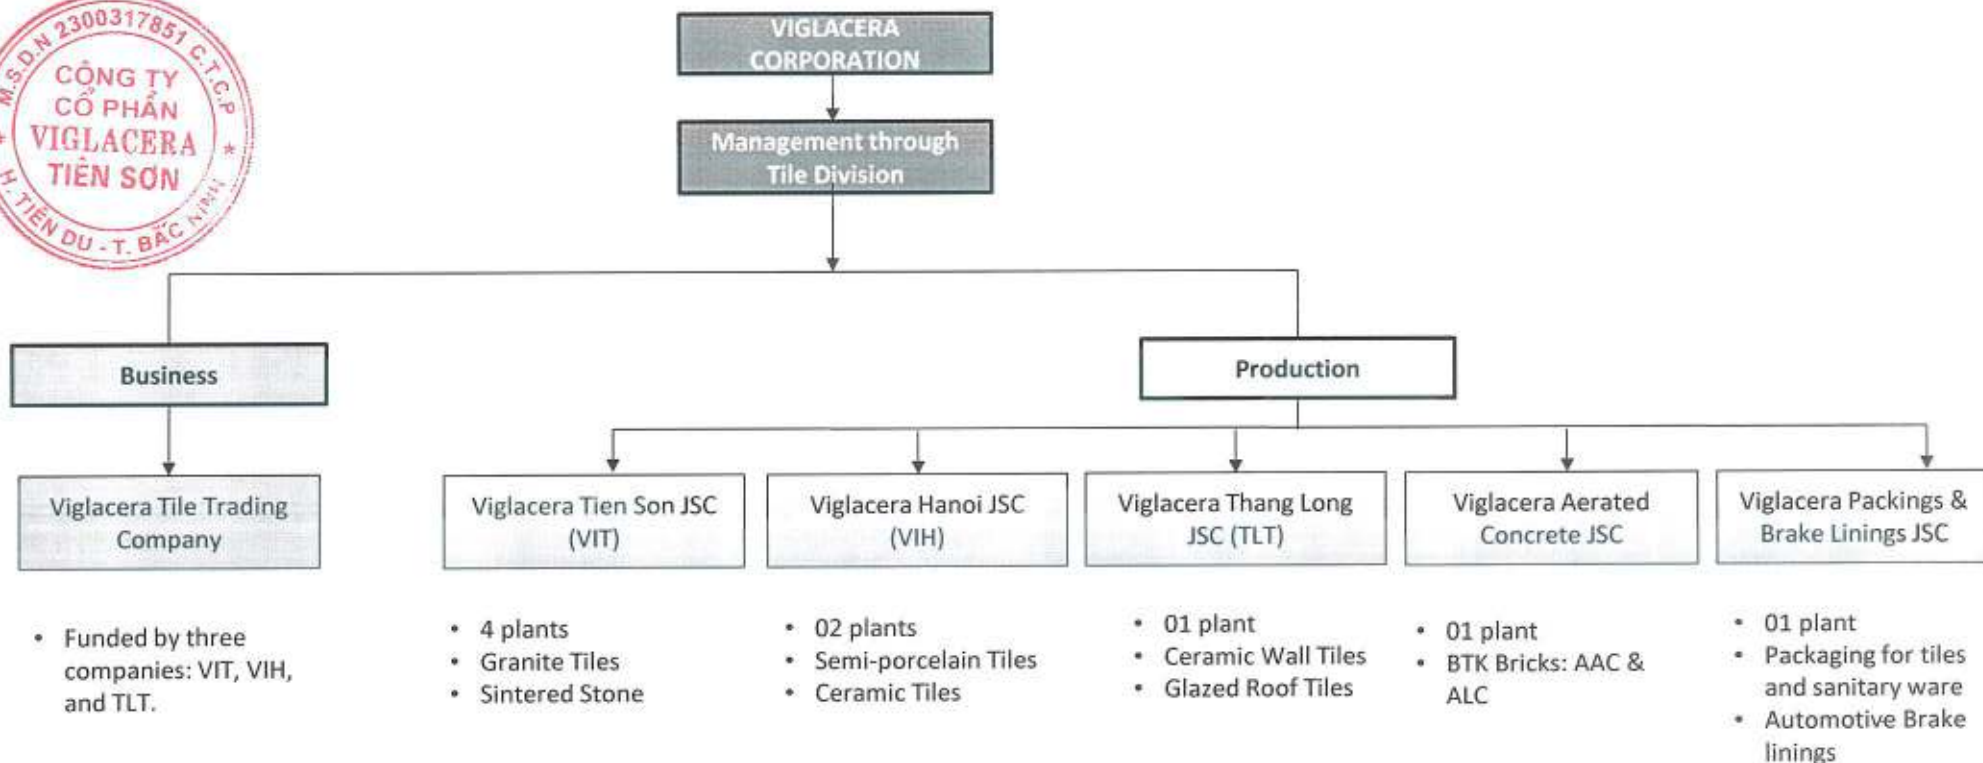 M.S.D.N 2300317851 C.T.C.P
CÔNG TY
CỔ PHẦN
VIGLACERA
TIÊN SƠN
H. TIÊN DU - T. BẮC NINH
VIGLACERA
CORPORATION
Management through
Tile Division
Business
Production
Viglacera Tile Trading
Company
Viglacera Tien Son JSC
(VIT)
Viglacera Hanoi JSC
(VIH)
Viglacera Thang Long
JSC (TLT)
Viglacera Aerated
Concrete JSC
Viglacera Packings &
Brake Linings JSC
• Funded by three
companies: VIT, VIH,
and TLT.
• 4 plants
• Granite Tiles
• Sintered Stone
• 02 plants
• Semi-porcelain Tiles
• Ceramic Tiles
• 01 plant
• Ceramic Wall Tiles
• Glazed Roof Tiles
• 01 plant
• BTK Bricks: AAC &
ALC
• 01 plant
• Packaging for tiles
and sanitary ware
• Automotive Brake
linings